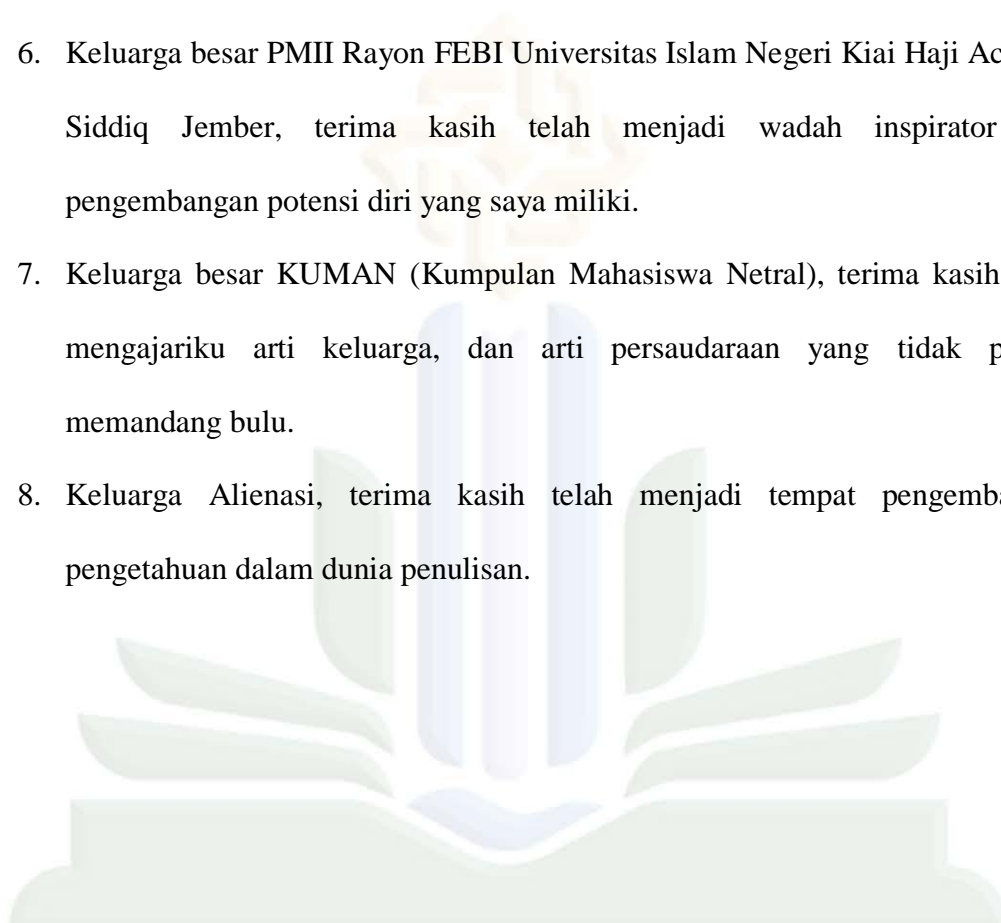 6. Keluarga besar PMII Rayon FEBI Universitas Islam Negeri Kiai Haji
Siddiq Jember, terima kasih telah menjadi wadah inspirator
pengembangan potensi diri yang saya miliki.
7. Keluarga besar KUMAN (Kumpulan Mahasiswa Netral), terima kasih
mengajariku arti keluarga, dan arti persaudaraan yang tidak
memandang bulu.
8. Keluarga Alienasi, terima kasih telah menjadi tempat
pengetahuan dalam dunia penulisan.